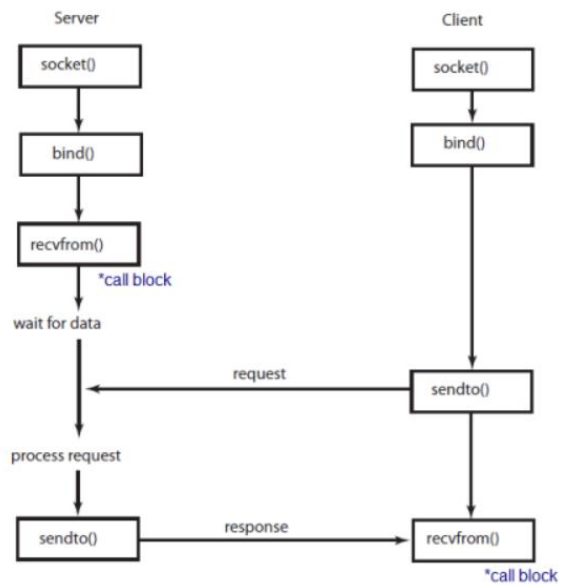 Server
Client
socket()
socket()
bind()
bind()
recvfrom()
*call block
wait for data
request
sendto()
process request
sendto()
response
recvfrom()
*call block